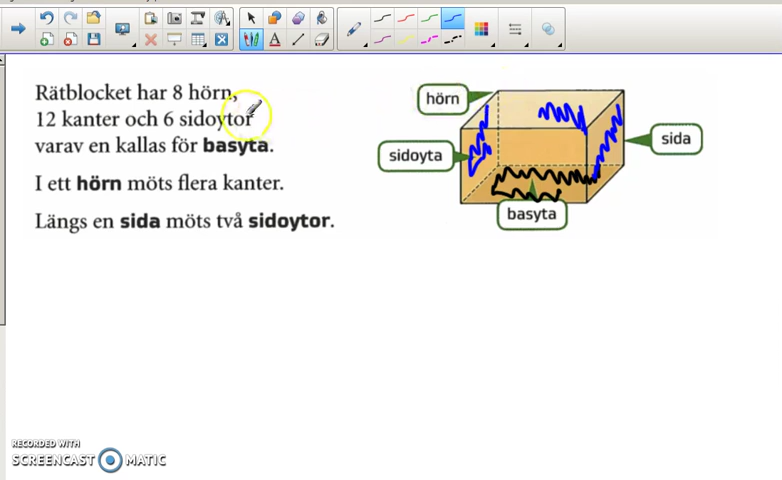 Rätblocket har 8 hörn,
12 kanter och 6 sidoytor
varav en kallas för basyta.
I ett hörn möts flera kanter.
Längs en sida möts två sidoytor.
hörn
sidoyta
sida
basyta
RECORDED WITH
SCREENCAST MATIC